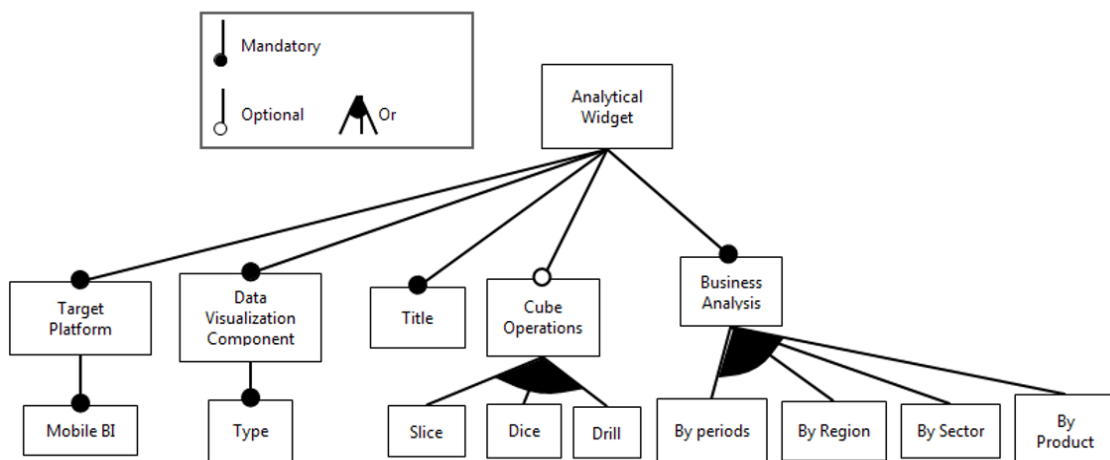 Mandatory
Optional
Or
Analytical
Widget
Target
Platform
Data
Visualization
Component
Title
Cube
Operations
Business
Analysis
Mobile BI
Type
Slice
Dice
Drill
By periods
By Region
By Sector
By
Product